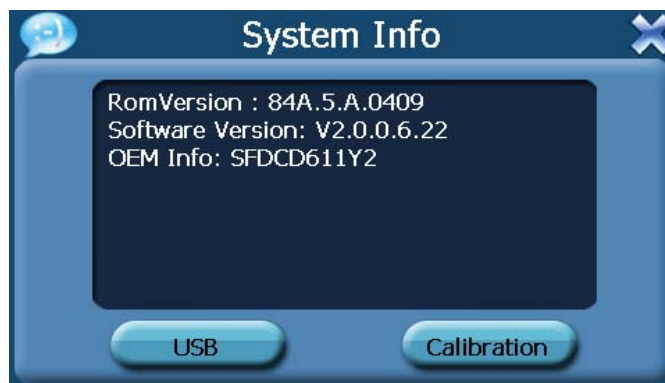 System Info
RomVersion : 84A.5.A.0409
Software Version: V2.0.0.6.22
OEM Info: SFDCD611Y2
USB
Calibration